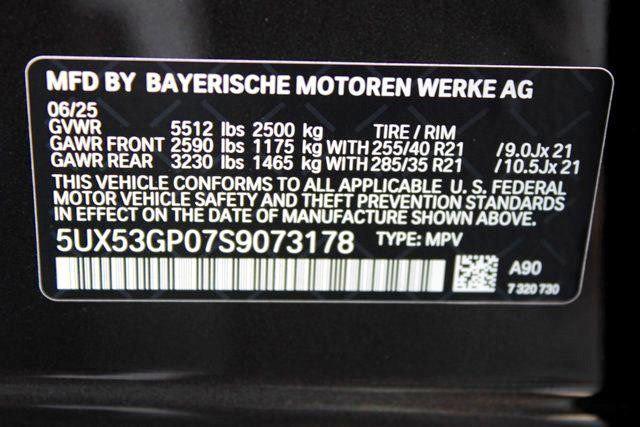 MFD BY BAYERISCHE MOTOREN WERKE AG
06/25
GVWR 5512 lbs 2500 kg TIRE / RIM
GAWR FRONT 2590 lbs 1175 kg WITH 255/40 R21 / 9.0Jx 21
GAWR REAR 3230 lbs 1465 kg WITH 285/35 R21 / 10.5Jx 21
THIS VEHICLE CONFORMS TO ALL APPLICABLE U. S. FEDERAL
MOTOR VEHICLE SAFETY AND THEFT PREVENTION STANDARDS
IN EFFECT ON THE DATE OF MANUFACTURE SHOWN ABOVE.
5UX53GP07S9073178 TYPE: MPV
A90
7 320 730